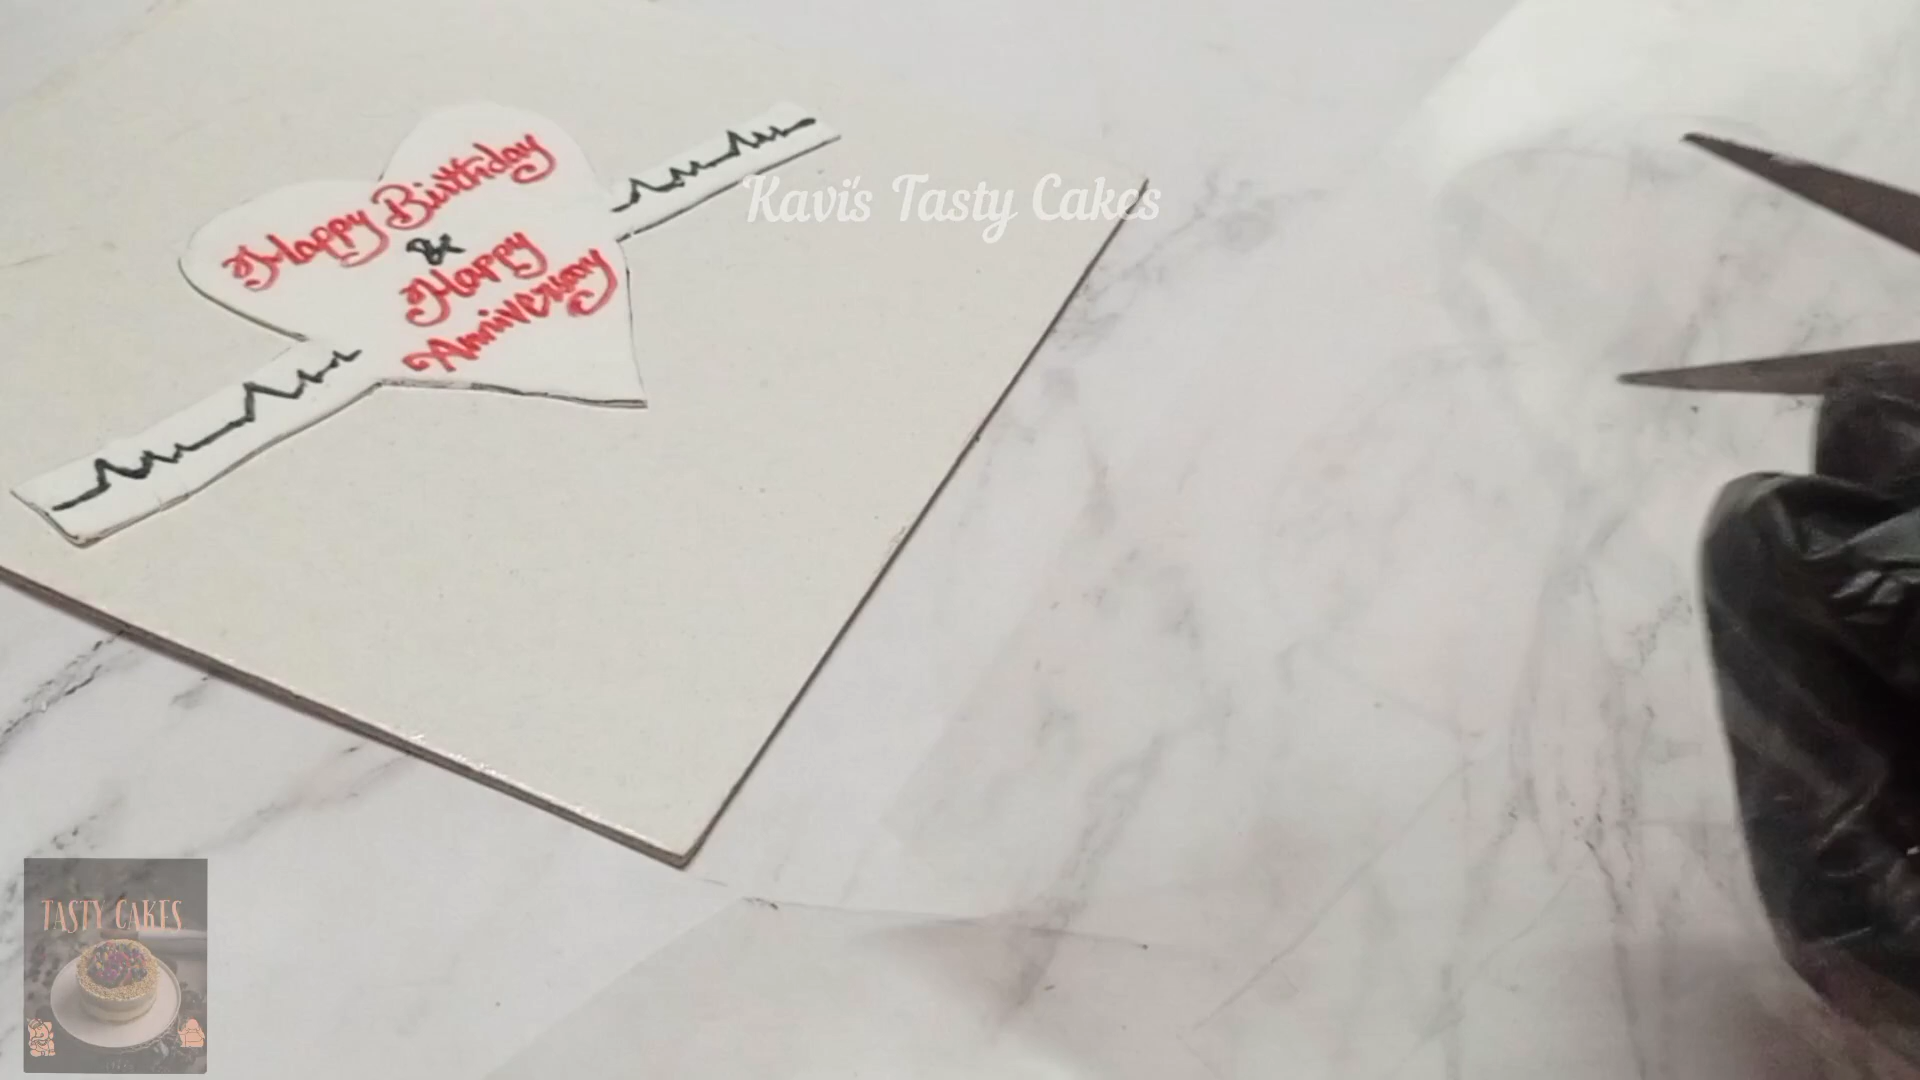 Happy Birthday
&
Happy
Anniversary
Kavi's Tasty Cakes
TASTY CAKES